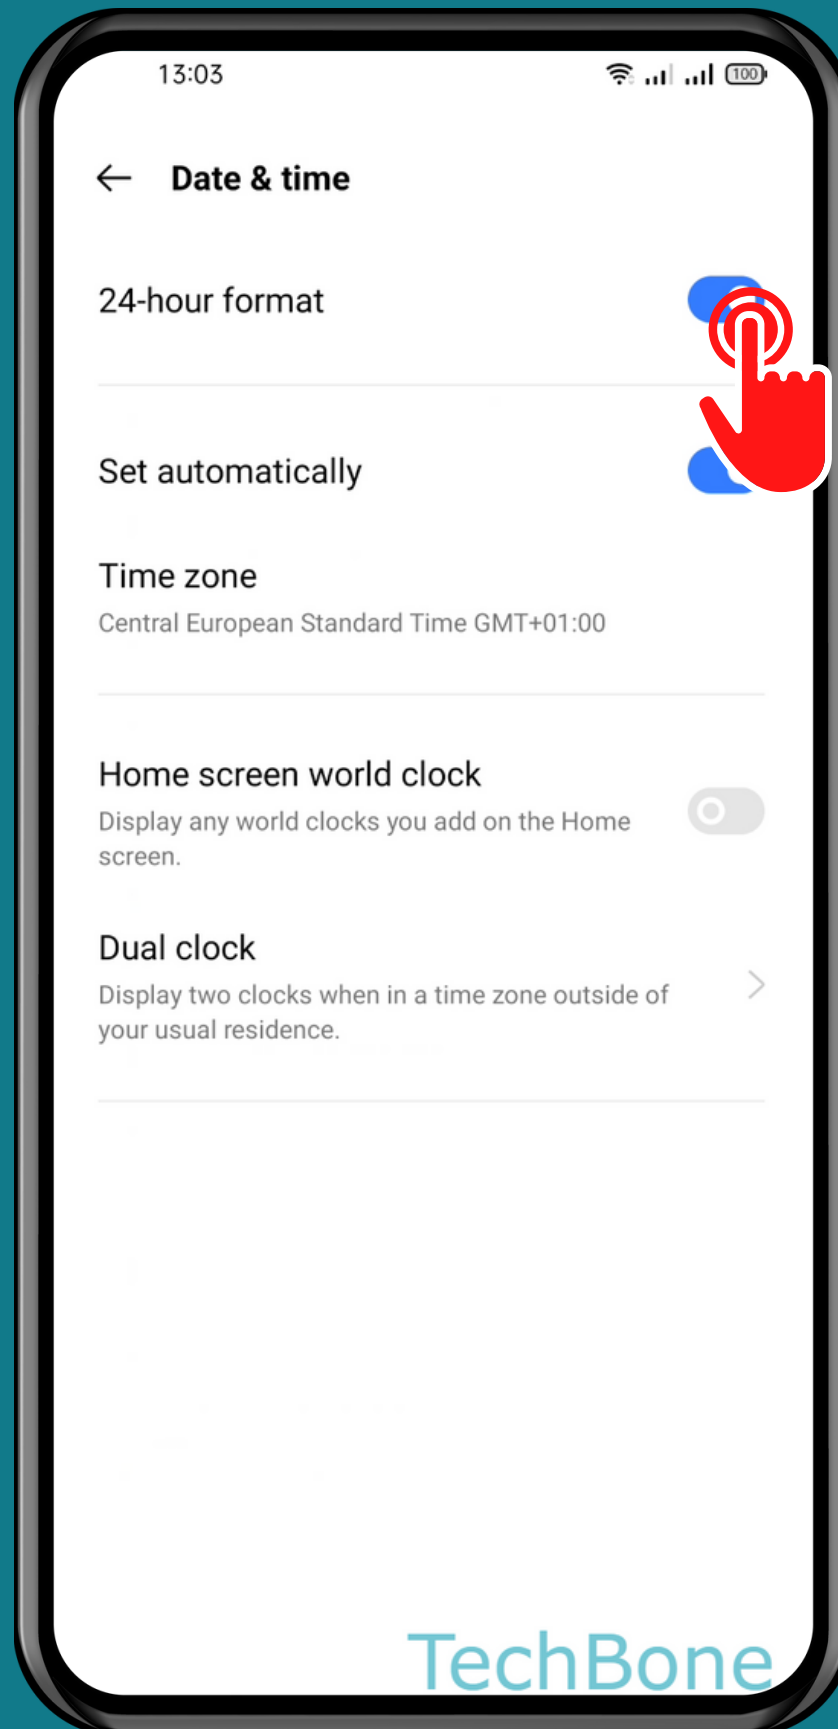 13:03
100
Date & time
24-hour format
Set automatically
Time zone
Central European Standard Time GMT+01:00
Home screen world clock
Display any world clocks you add on the Home
screen.
Dual clock
Display two clocks when in a time zone outside of
your usual residence.
TechBone